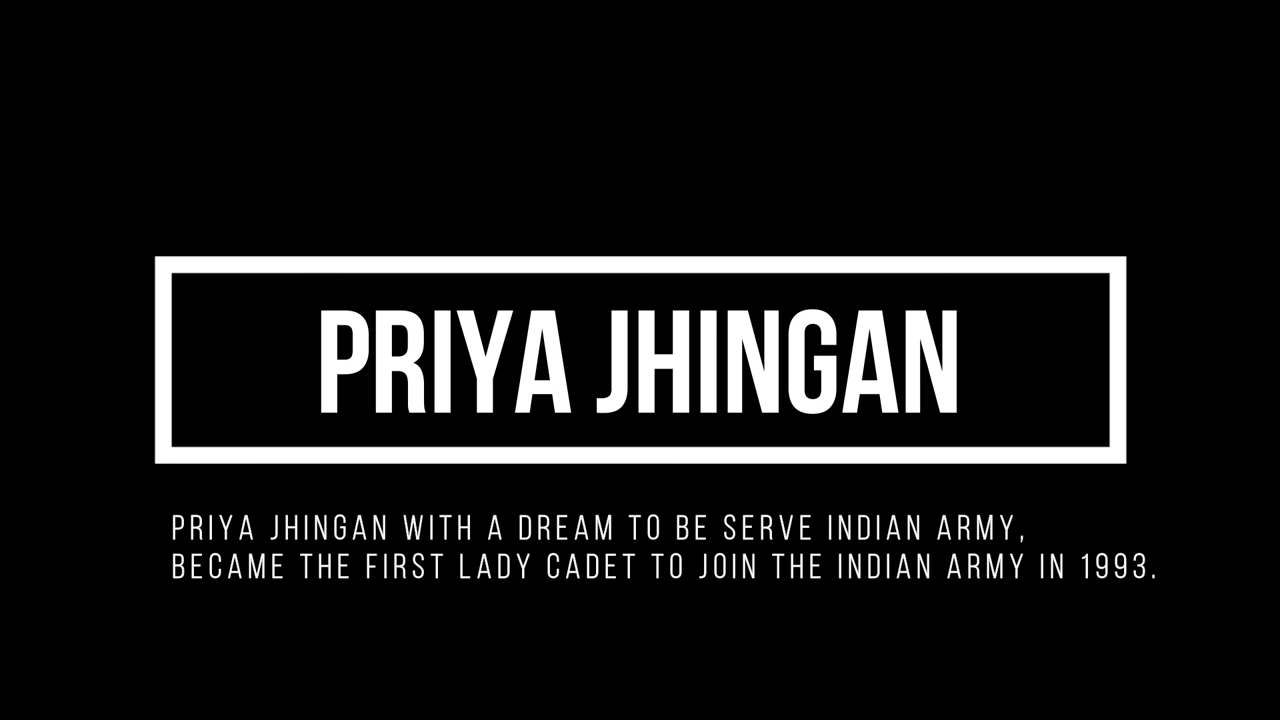 PRIYA JHINGAN
PRIYA JHINGAN WITH A DREAM TO BE SERVE INDIAN ARMY,
BECAME THE FIRST LADY CADET TO JOIN THE INDIAN ARMY IN 1993.